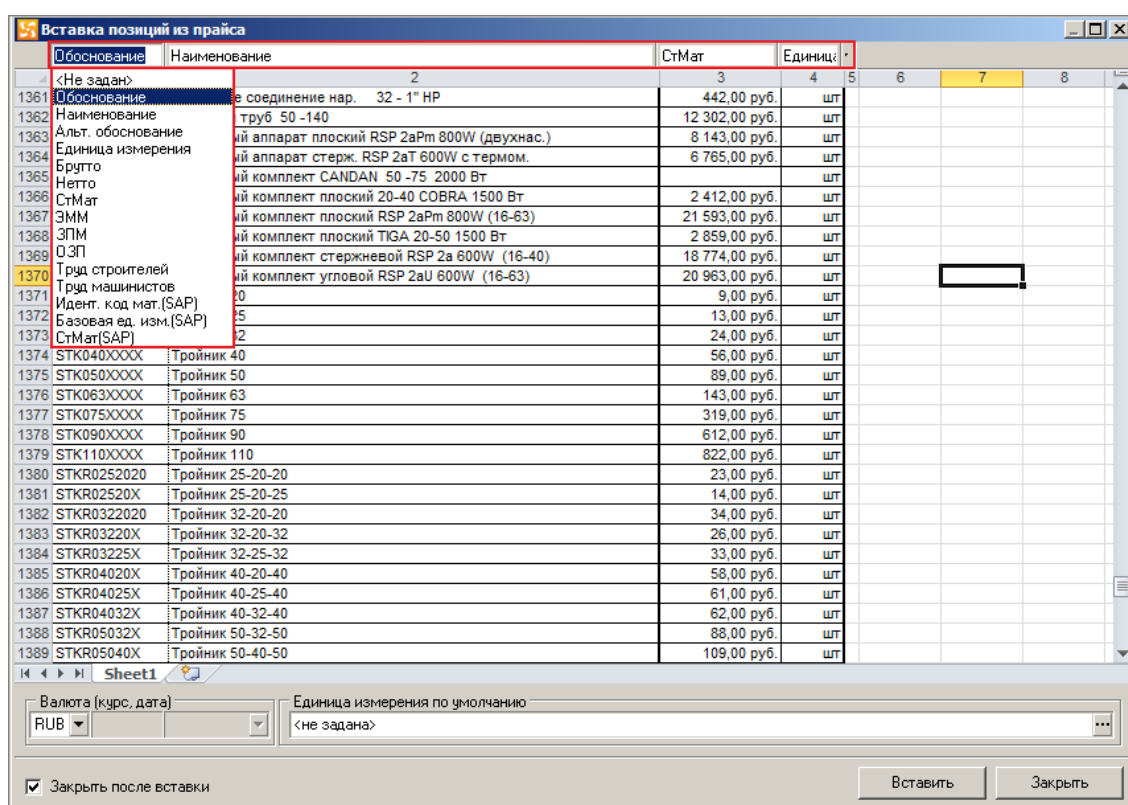 Вставка позиций из прайса
Обоснование Наименование СтМат Единица
2 3 4 5 6 7 8
<Не задан>
Обоснование
Наименование
Альт. обоснование
Единица измерения
Брутто
Нетто
СтМат
ЭММ
ЗПМ
ОЗП
Труд строителей
Труд машинистов
Идент. код мат.(SAP)
Базовая ед. изм.(SAP)
СтМат(SAP)
1361 е соединение нар. 32 - 1" НР 442,00 руб. шт
1362 труб 50 -140 12 302,00 руб. шт
1363 ый аппарат плоский RSP 2aPm 800W (двухнас.) 8 143,00 руб. шт
1364 ый аппарат стерж. RSP 2aT 600W с термом. 6 765,00 руб. шт
1365 ый комплект CANDAN 50 -75 2000 Вт шт
1366 ый комплект плоский 20-40 COBRA 1500 Вт 2 412,00 руб. шт
1367 ый комплект плоский RSP 2aPm 800W (16-63) 21 593,00 руб. шт
1368 ый комплект плоский TIGA 20-50 1500 Вт 2 859,00 руб. шт
1369 ый комплект стержневой RSP 2a 600W (16-40) 18 774,00 руб. шт
1370 ый комплект угловой RSP 2aU 600W (16-63) 20 963,00 руб. шт
1371 20 9,00 руб. шт
1372 25 13,00 руб. шт
1373 32 24,00 руб. шт
1374 STK040XXXX Тройник 40 56,00 руб. шт
1375 STK050XXXX Тройник 50 89,00 руб. шт
1376 STK063XXXX Тройник 63 143,00 руб. шт
1377 STK075XXXX Тройник 75 319,00 руб. шт
1378 STK090XXXX Тройник 90 612,00 руб. шт
1379 STK110XXXX Тройник 110 822,00 руб. шт
1380 STKR0252020 Тройник 25-20-20 23,00 руб. шт
1381 STKR02520X Тройник 25-20-25 14,00 руб. шт
1382 STKR0322020 Тройник 32-20-20 34,00 руб. шт
1383 STKR03220X Тройник 32-20-32 26,00 руб. шт
1384 STKR03225X Тройник 32-25-32 33,00 руб. шт
1385 STKR04020X Тройник 40-20-40 58,00 руб. шт
1386 STKR04025X Тройник 40-25-40 61,00 руб. шт
1387 STKR04032X Тройник 40-32-40 62,00 руб. шт
1388 STKR05032X Тройник 50-32-50 88,00 руб. шт
1389 STKR05040X Тройник 50-40-50 109,00 руб. шт
Sheet1
Валюта (курс, дата) Единица измерения по умолчанию
RUB <не задана> ...
Закрыть после вставки Вставить Закрыть